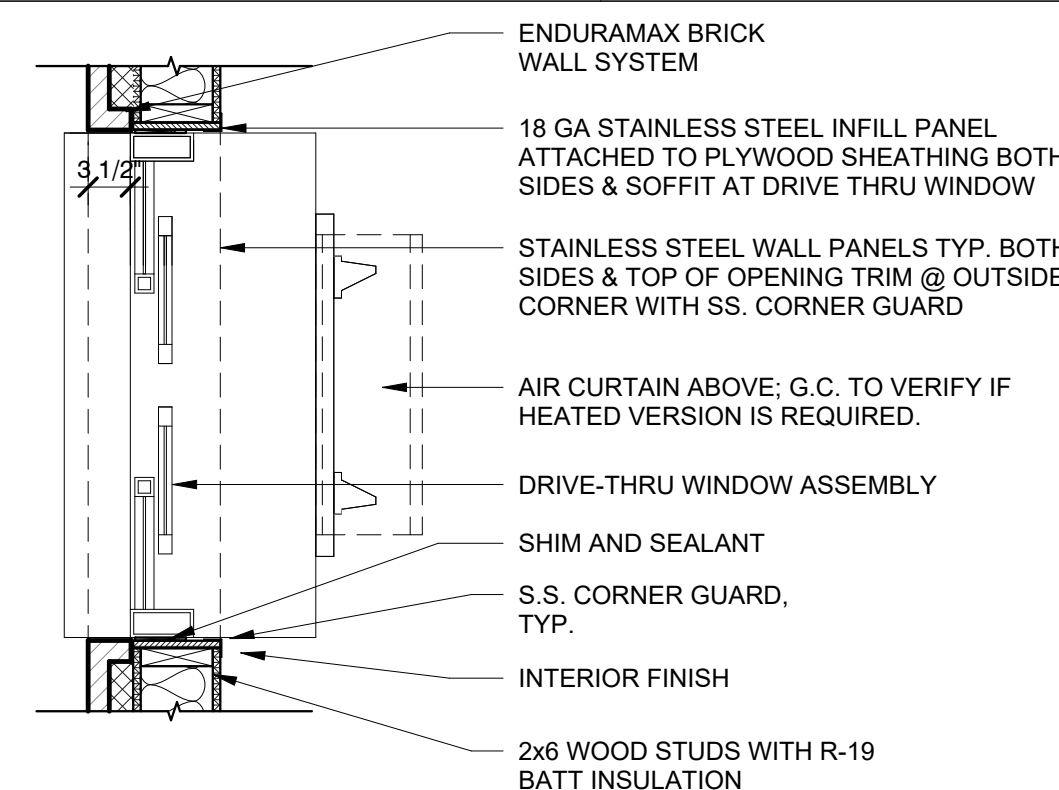 ENDURAMAX BRICK
WALL SYSTEM
18 GA STAINLESS STEEL INFILL PANEL
ATTACHED TO PLYWOOD SHEATHING BOTH
SIDES & SOFFIT AT DRIVE THRU WINDOW
3 1/2"
STAINLESS STEEL WALL PANELS TYP. BOTH
SIDES & TOP OF OPENING TRIM @ OUTSIDE
CORNER WITH SS. CORNER GUARD
AIR CURTAIN ABOVE; G.C. TO VERIFY IF
HEATED VERSION IS REQUIRED.
DRIVE-THRU WINDOW ASSEMBLY
SHIM AND SEALANT
S.S. CORNER GUARD,
TYP.
INTERIOR FINISH
2x6 WOOD STUDS WITH R-19
BATT INSULATION